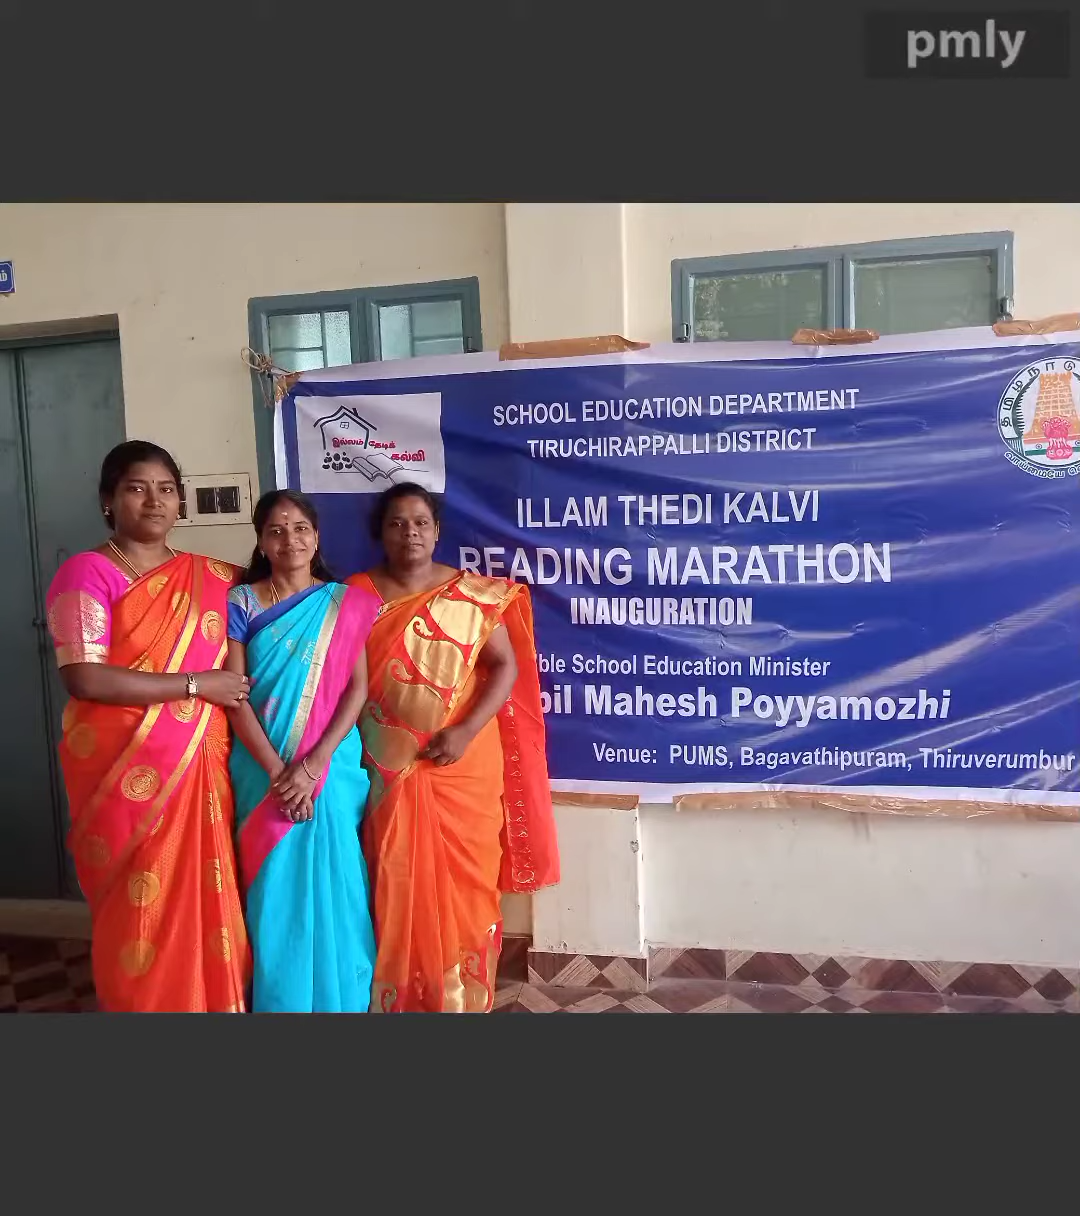 pmly
SCHOOL EDUCATION DEPARTMENT
TIRUCHIRAPPALLI DISTRICT
இல்லம் தேடிக்
கல்வி
ILLAM THEDI KALVI
READING MARATHON
INAUGURATION
School Education Minister
Mahesh Poyyamozhi
Venue: PUMS, Bagavathipuram, Thiruverumbur